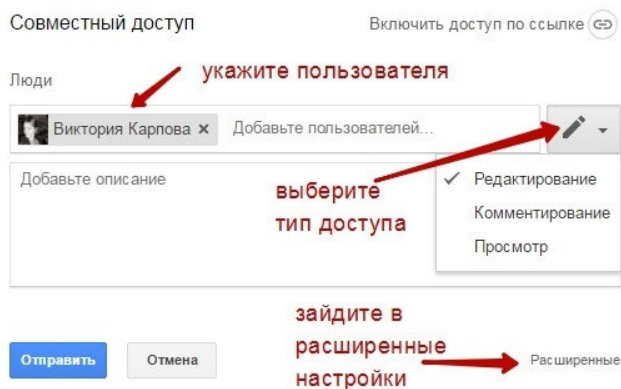 Совместный доступ
Включить доступ по ссылке
укажите пользователя
Люди
Виктория Карпова × Добавьте пользователей...
Добавьте описание
выберите
тип доступа
✓ Редактирование
Комментирование
Просмотр
зайдите в
расширенные
настройки
Отправить
Отмена
Расширенные